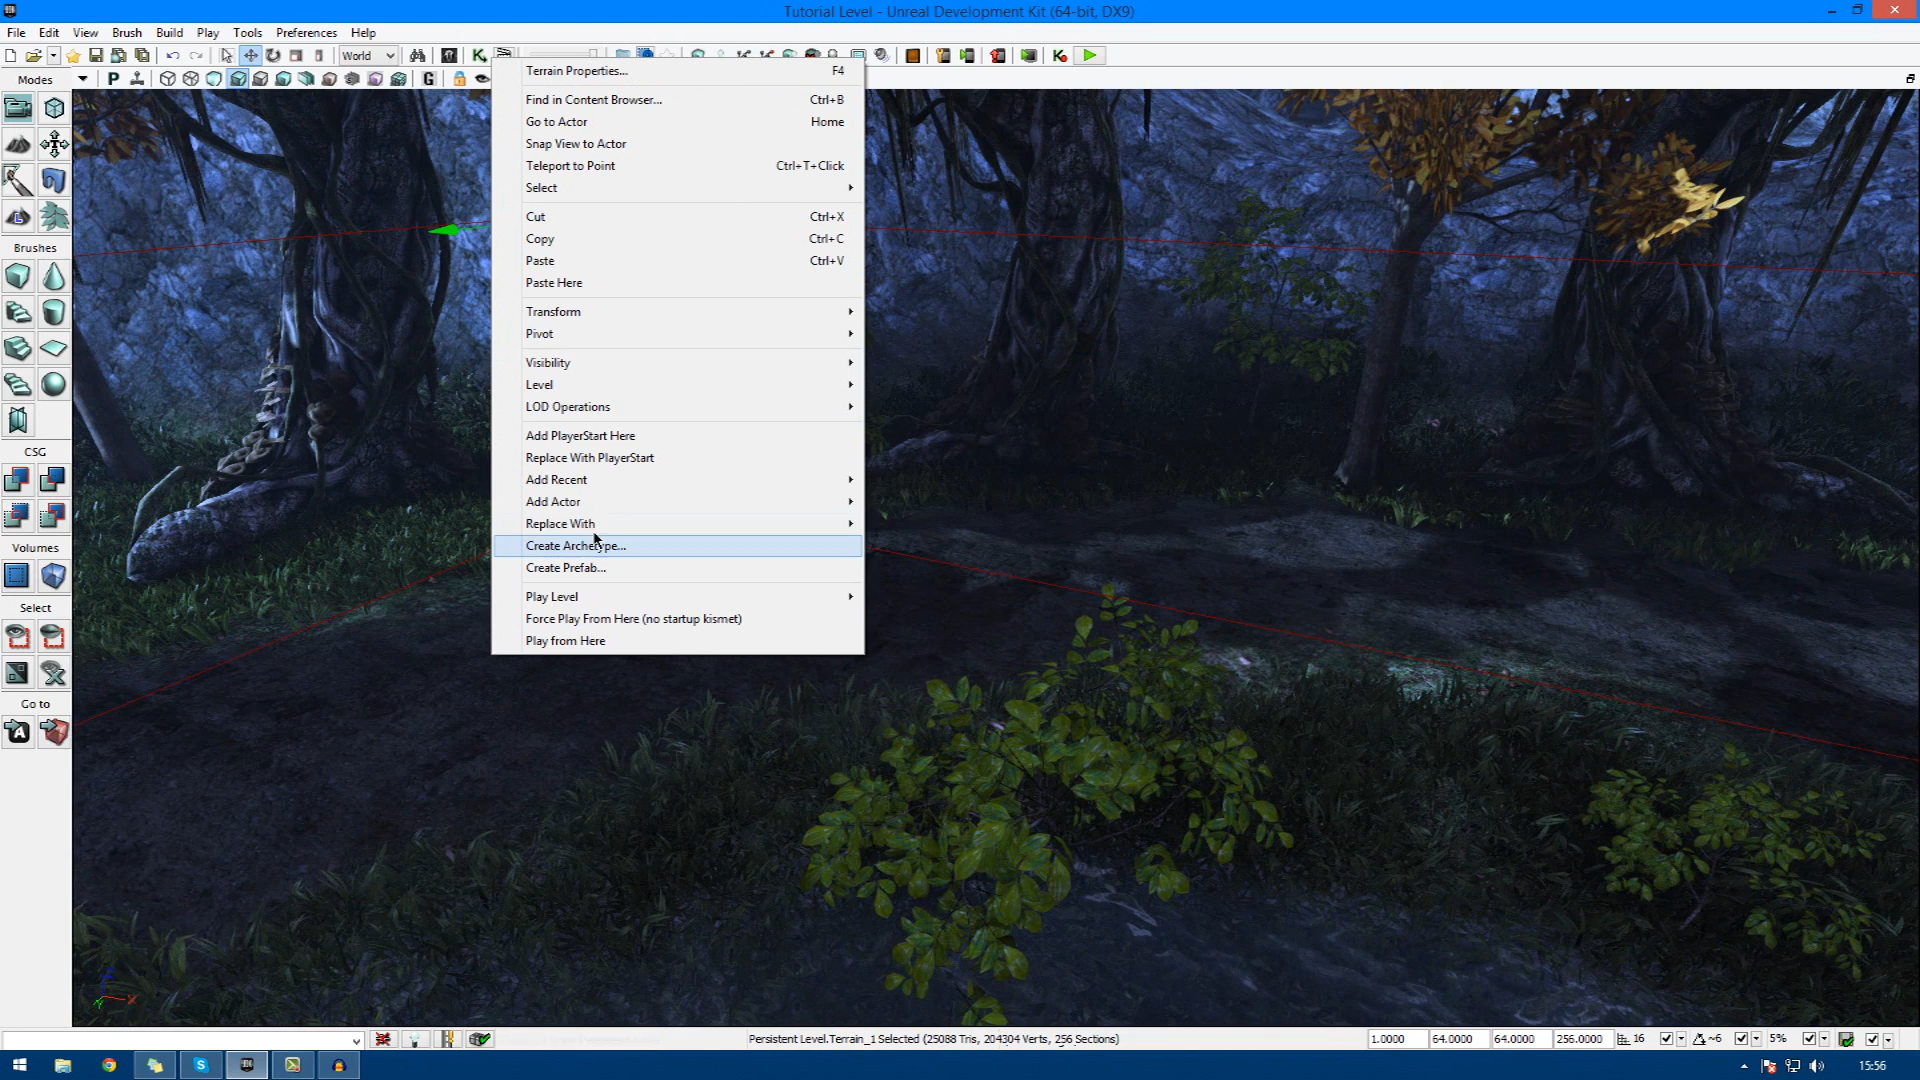 Tutorial Level - Unreal Development Kit (64-bit, DX9)
File Edit View Brush Build Play Tools Preferences Help
World
Modes
P
G
Brushes
CSG
Volumes
Select
Go to
Terrain Properties... F4
Find in Content Browser... Ctrl+B
Go to Actor Home
Snap View to Actor
Teleport to Point Ctrl+T+Click
Select
Cut Ctrl+X
Copy Ctrl+C
Paste Ctrl+V
Paste Here
Transform
Pivot
Visibility
Level
LOD Operations
Add PlayerStart Here
Replace With PlayerStart
Add Recent
Add Actor
Replace With
Create Archetype...
Create Prefab...
Play Level
Force Play From Here (no startup kismet)
Play from Here
Persistent Level.Terrain_1 Selected (25088 Tris, 204304 Verts, 256 Sections)
1.0000 64.0000 64.0000 256.0000 16 ~6 5%
15:56